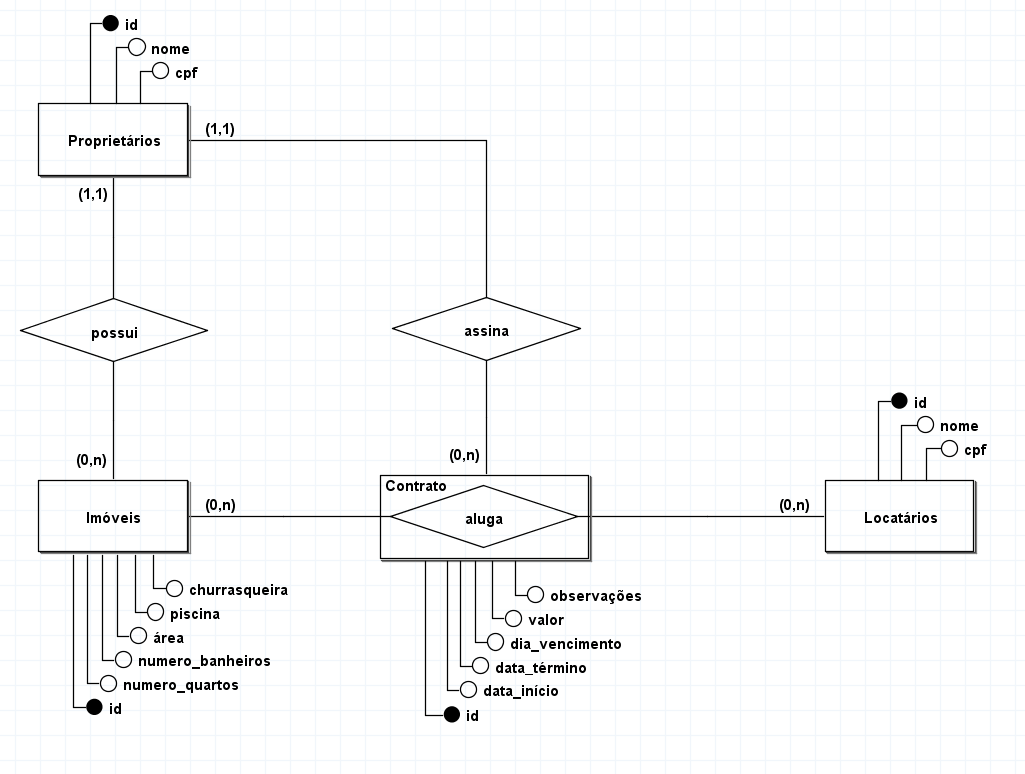 id
nome
cpf
Proprietários
(1,1)
(1,1)
possui
assina
(0,n)
(0,n)
id
nome
cpf
Imóveis
(0,n)
Contrato
aluga
(0,n)
Locatários
churrasqueira
piscina
área
numero_banheiros
numero_quartos
id
observações
valor
dia_vencimento
data_término
data_início
id